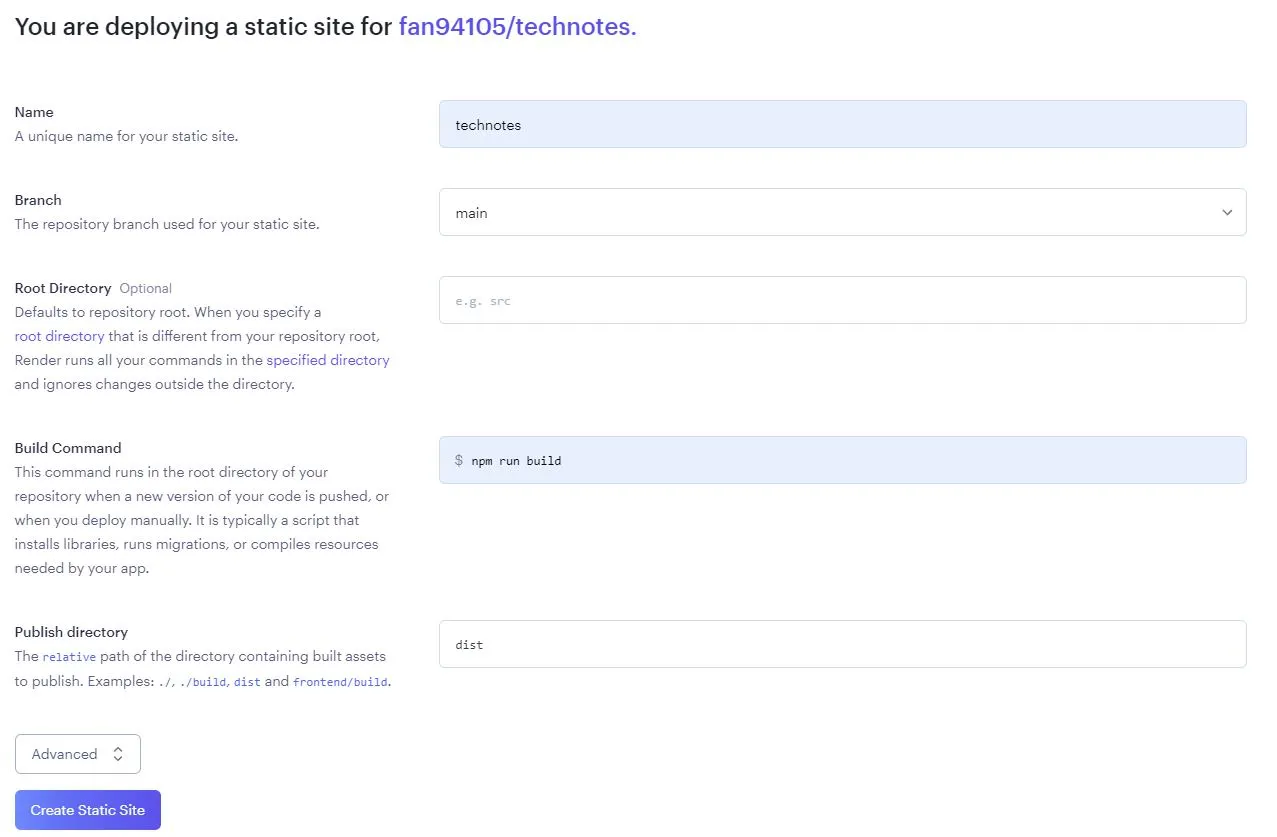 You are deploying a static site for fan94105/technotes.
Name
A unique name for your static site.
technotes
Branch
The repository branch used for your static site.
main
Root Directory Optional
Defaults to repository root. When you specify a
root directory that is different from your repository root,
Render runs all your commands in the specified directory
and ignores changes outside the directory.
e.g. src
Build Command
This command runs in the root directory of your
repository when a new version of your code is pushed, or
when you deploy manually. It is typically a script that
installs libraries, runs migrations, or compiles resources
needed by your app.
$ npm run build
Publish directory
The relative path of the directory containing built assets
to publish. Examples: ./, ./build, dist and frontend/build.
dist
Advanced
Create Static Site